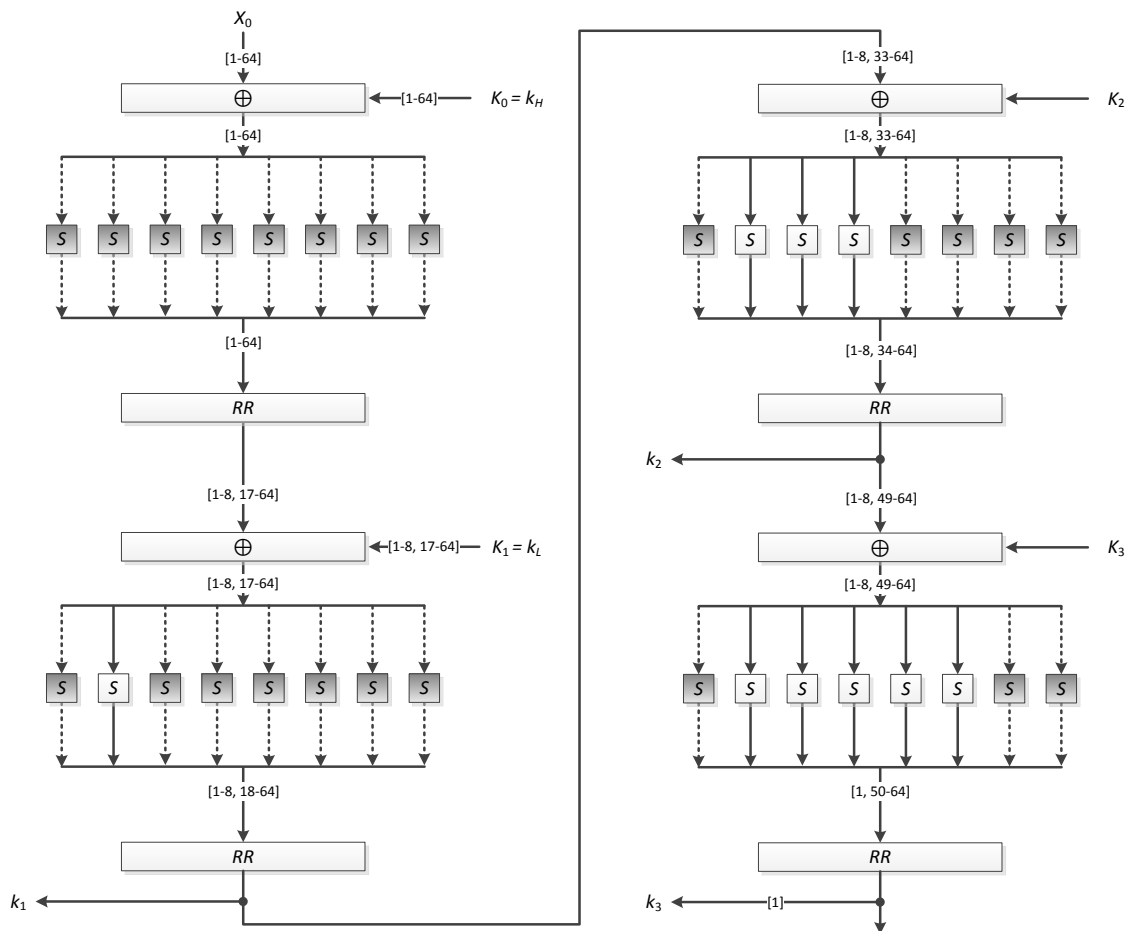 X0
[1-64]
⊕
[1-64]
K0 = kH
[1-64]
S S S S S S S S
[1-64]
RR
[1-8, 17-64]
⊕
[1-8, 17-64]
K1 = kL
[1-8, 17-64]
S S S S S S S S
[1-8, 18-64]
RR
k1
[1-8, 33-64]
⊕
K2
[1-8, 33-64]
S S S S S S S S
[1-8, 34-64]
RR
k2
[1-8, 49-64]
⊕
K3
[1-8, 49-64]
S S S S S S S S
[1, 50-64]
RR
k3
[1]